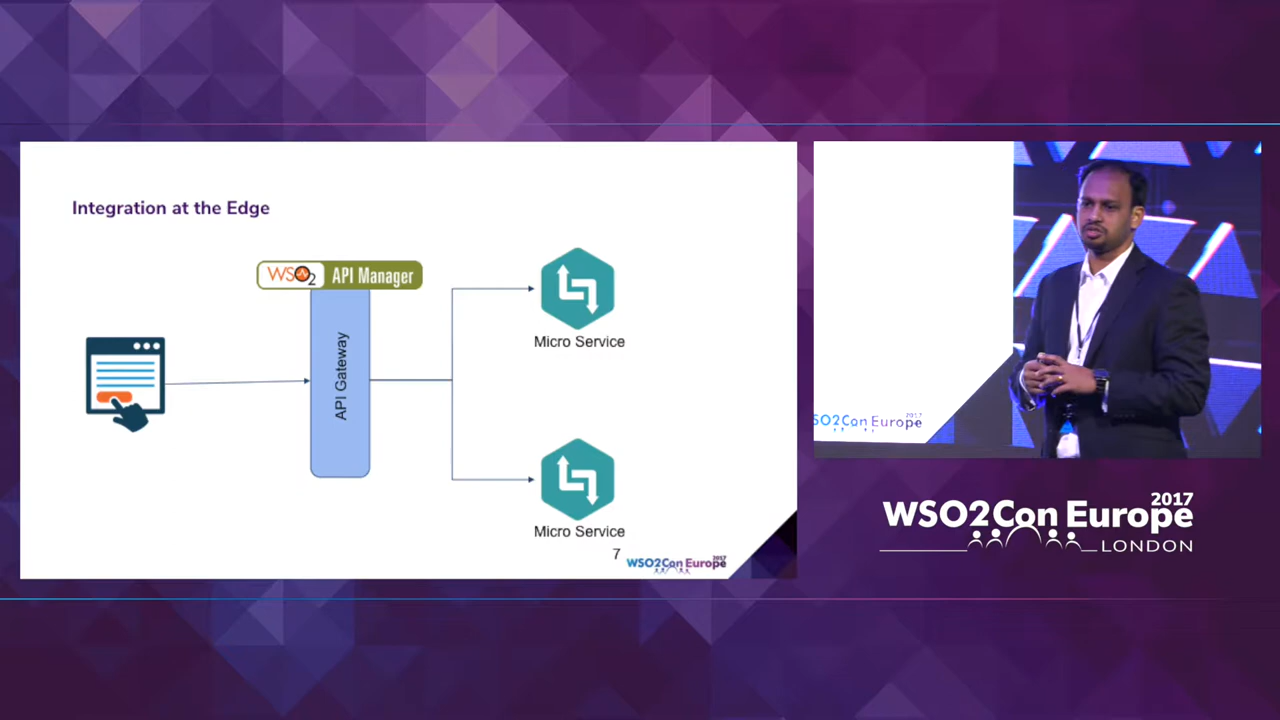 Integration at the Edge
WSO2 API Manager
API Gateway
Micro Service
Micro Service
7
WSO2Con Europe 2017
SO2Con Europe 2017
WSO2Con Europe 2017
LONDON